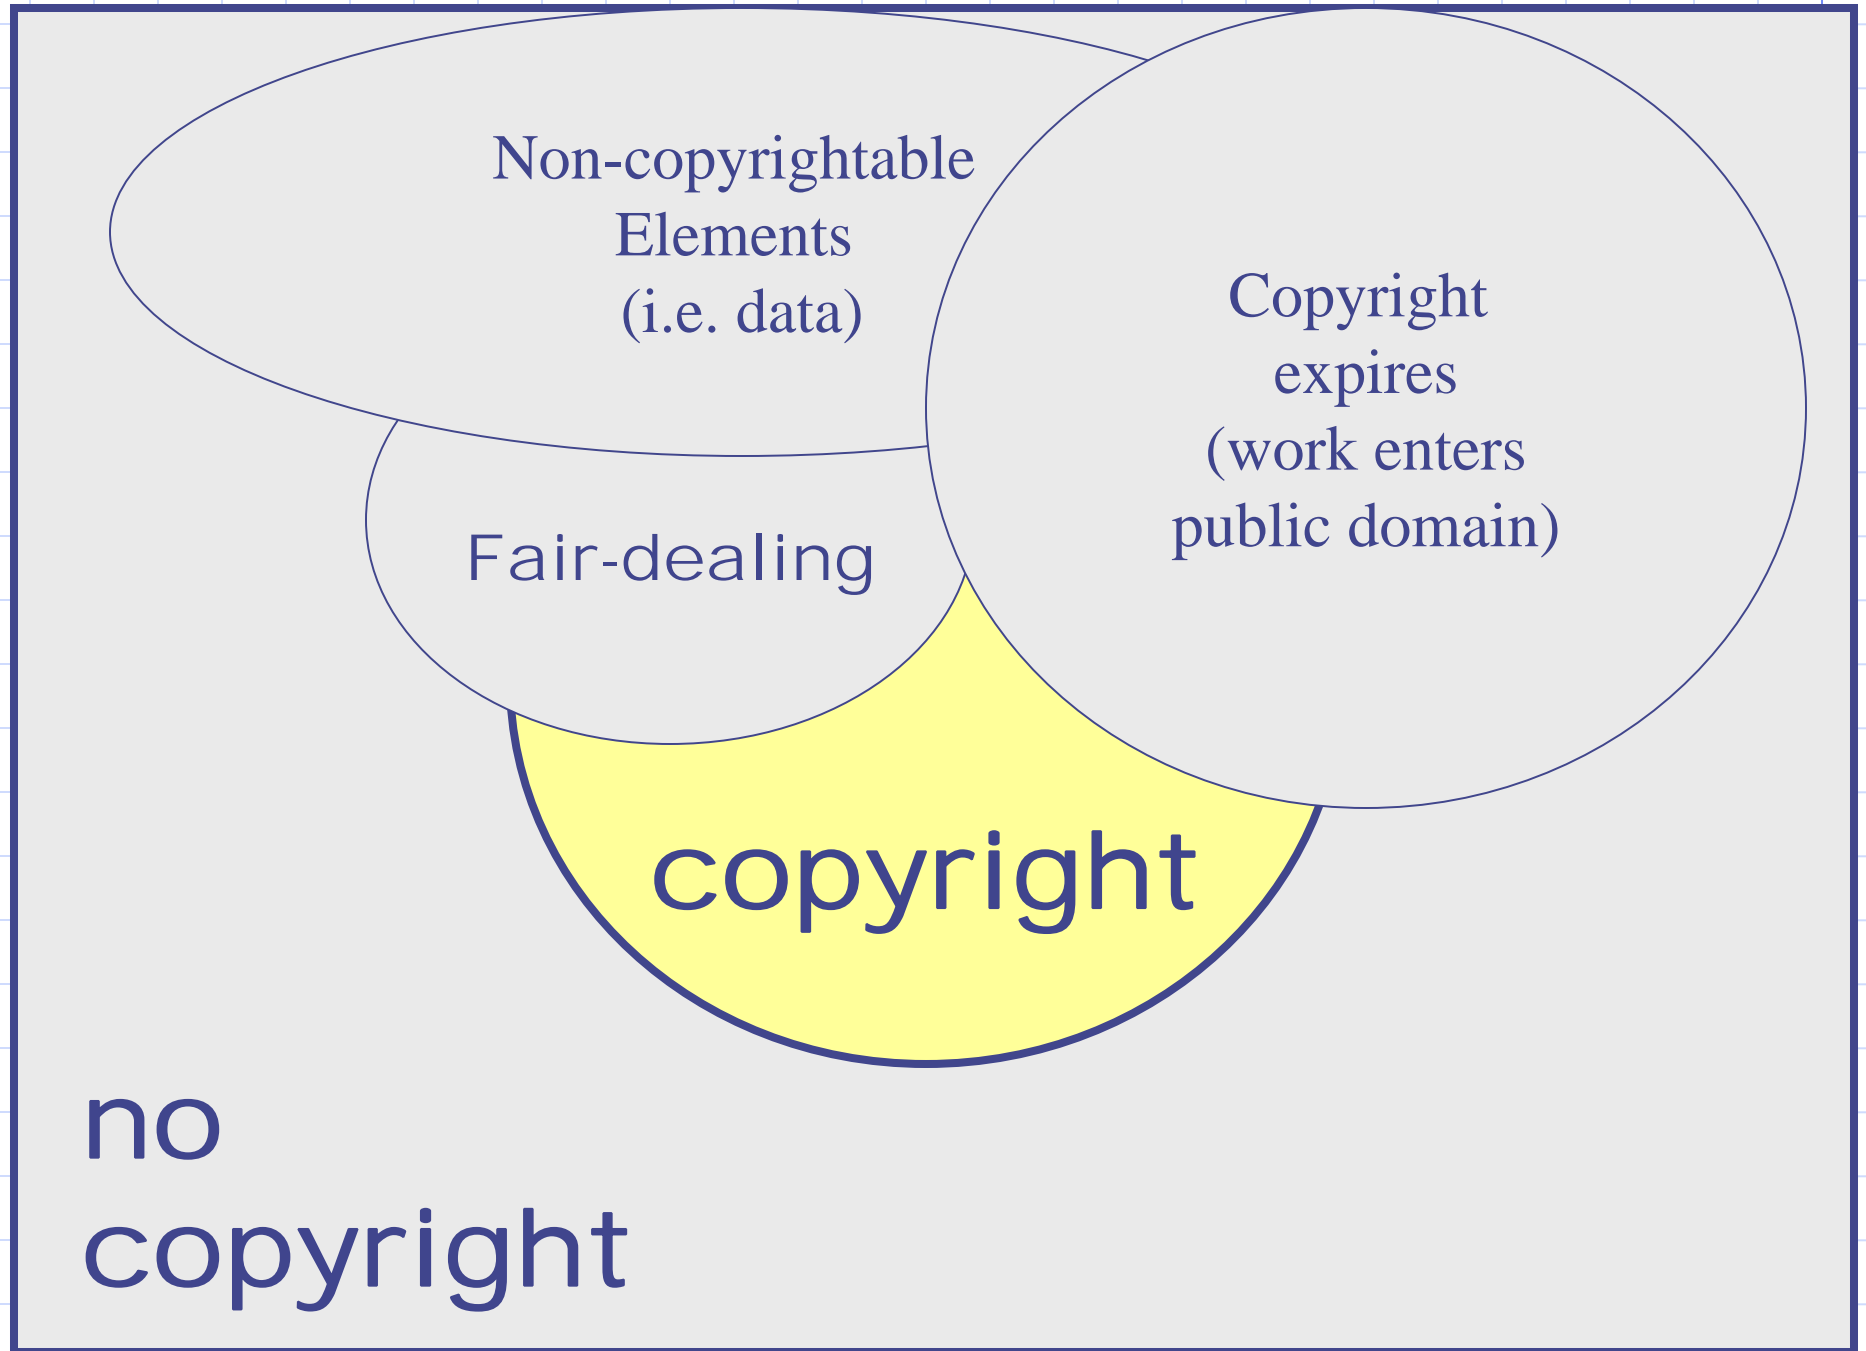 Non-copyrightable
Elements
(i.e. data)
Copyright
expires
(work enters
public domain)
Fair-dealing
copyright
no
copyright